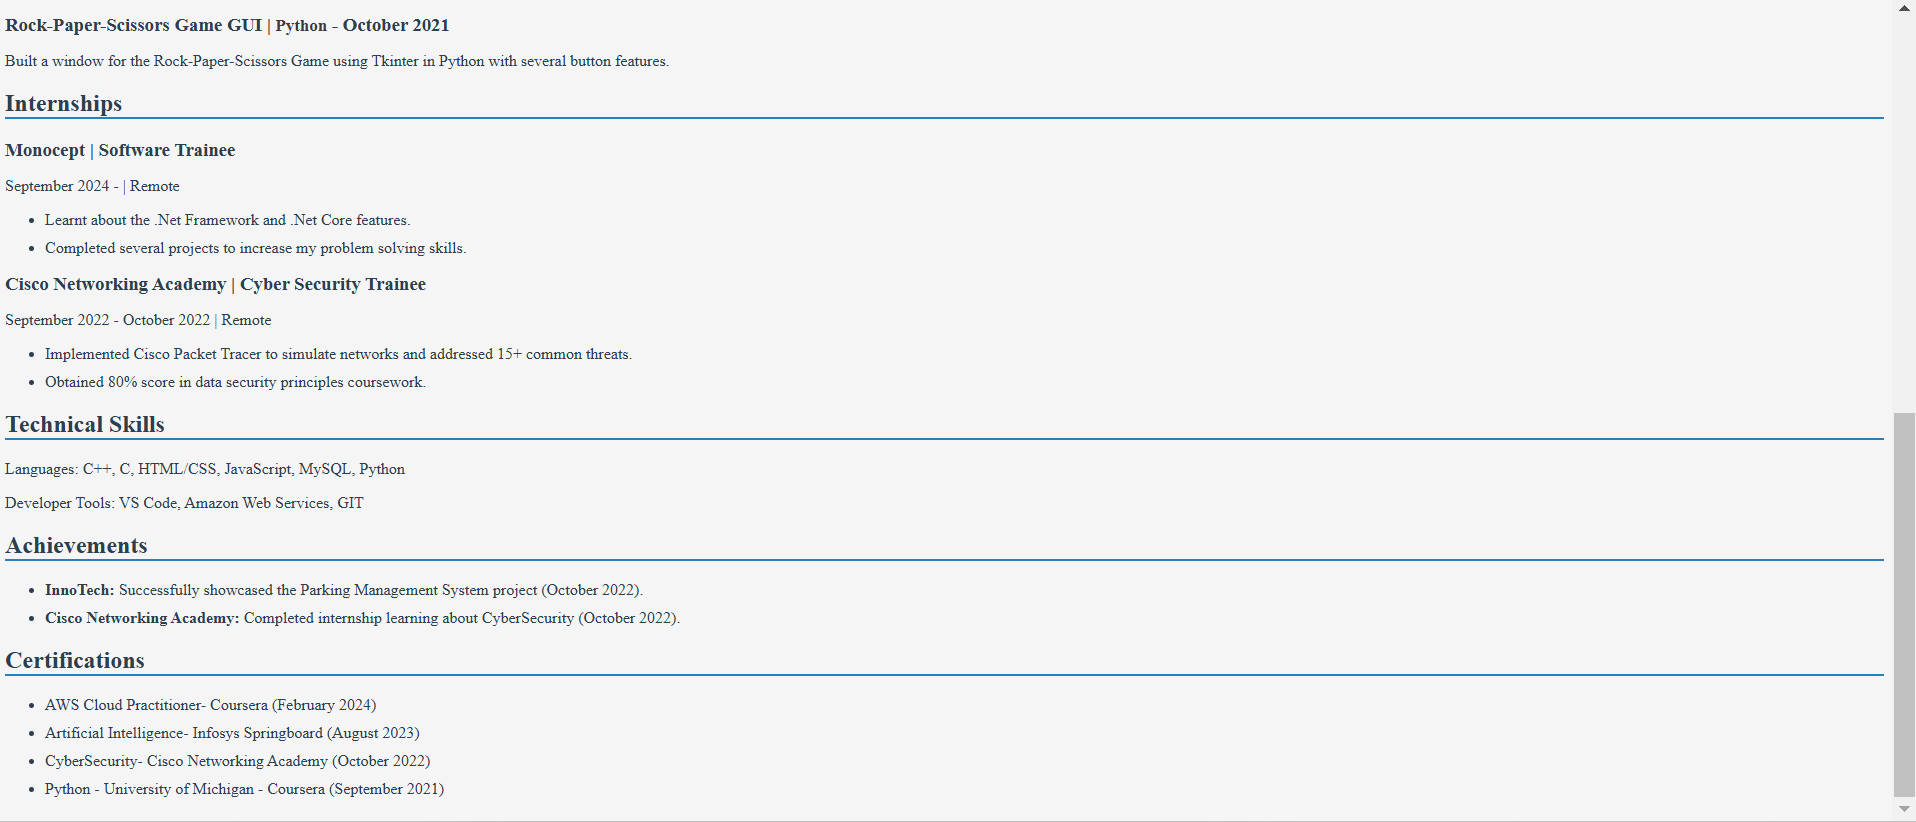 Rock-Paper-Scissors Game GUI | Python - October 2021
Built a window for the Rock-Paper-Scissors Game using Tkinter in Python with several button features.
Internships
Monocept | Software Trainee
September 2024 - | Remote
• Learnt about the .Net Framework and .Net Core features.
• Completed several projects to increase my problem solving skills.
Cisco Networking Academy | Cyber Security Trainee
September 2022 - October 2022 | Remote
• Implemented Cisco Packet Tracer to simulate networks and addressed 15+ common threats.
• Obtained 80% score in data security principles coursework.
Technical Skills
Languages: C++, C, HTML/CSS, JavaScript, MySQL, Python
Developer Tools: VS Code, Amazon Web Services, GIT
Achievements
• InnoTech: Successfully showcased the Parking Management System project (October 2022).
• Cisco Networking Academy: Completed internship learning about CyberSecurity (October 2022).
Certifications
• AWS Cloud Practitioner- Coursera (February 2024)
• Artificial Intelligence- Infosys Springboard (August 2023)
• CyberSecurity- Cisco Networking Academy (October 2022)
• Python - University of Michigan - Coursera (September 2021)